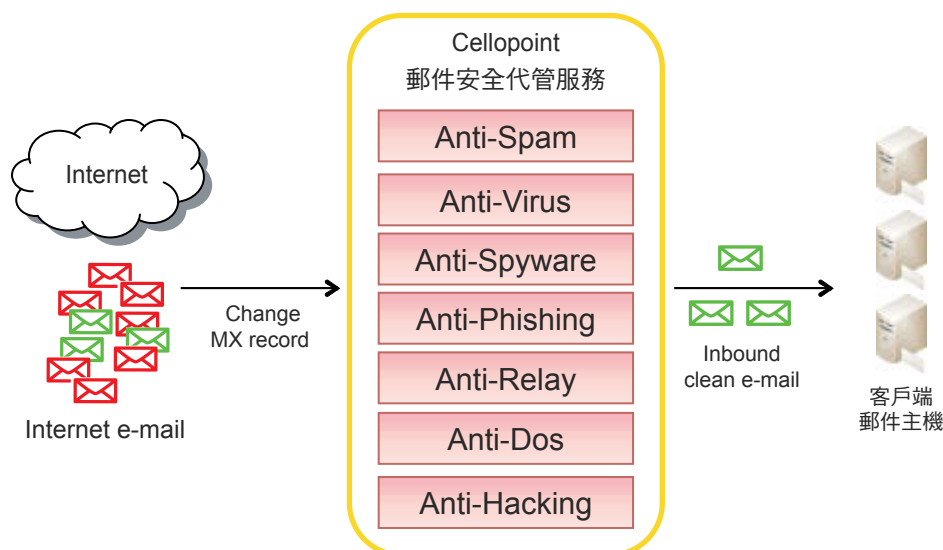 Cellopoint
郵件安全代管服務
Internet
Anti-Spam
Anti-Virus
Anti-Spyware
Anti-Phishing
Anti-Relay
Anti-Dos
Anti-Hacking
Change
MX record
Internet e-mail
Inbound
clean e-mail
客戶端
郵件主機